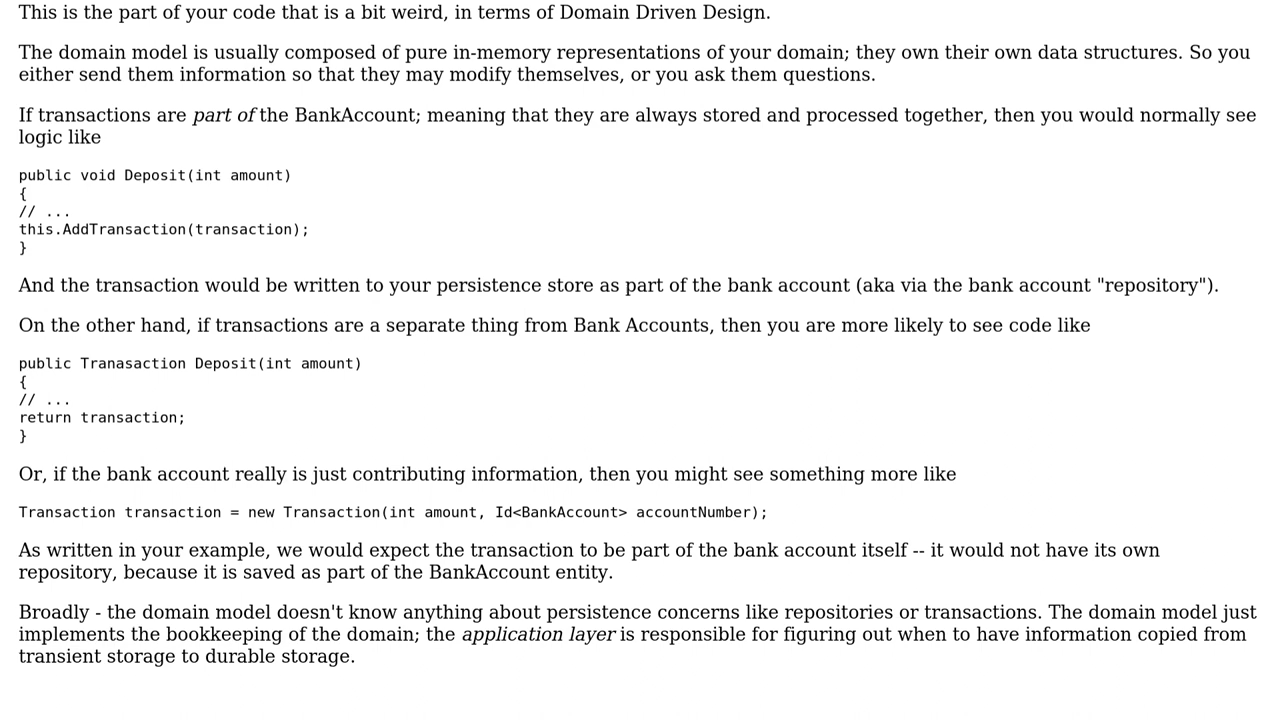 This is the part of your code that is a bit weird, in terms of Domain Driven Design.
The domain model is usually composed of pure in-memory representations of your domain; they own their own data structures. So you
either send them information so that they may modify themselves, or you ask them questions.
If transactions are part of the BankAccount; meaning that they are always stored and processed together, then you would normally see
logic like
public void Deposit(int amount)
{
// ...
this.AddTransaction(transaction);
}
And the transaction would be written to your persistence store as part of the bank account (aka via the bank account "repository").
On the other hand, if transactions are a separate thing from Bank Accounts, then you are more likely to see code like
public Tranasaction Deposit(int amount)
{
// ...
return transaction;
}
Or, if the bank account really is just contributing information, then you might see something more like
Transaction transaction = new Transaction(int amount, Id<BankAccount> accountNumber);
As written in your example, we would expect the transaction to be part of the bank account itself -- it would not have its own
repository, because it is saved as part of the BankAccount entity.
Broadly - the domain model doesn't know anything about persistence concerns like repositories or transactions. The domain model just
implements the bookkeeping of the domain; the application layer is responsible for figuring out when to have information copied from
transient storage to durable storage.